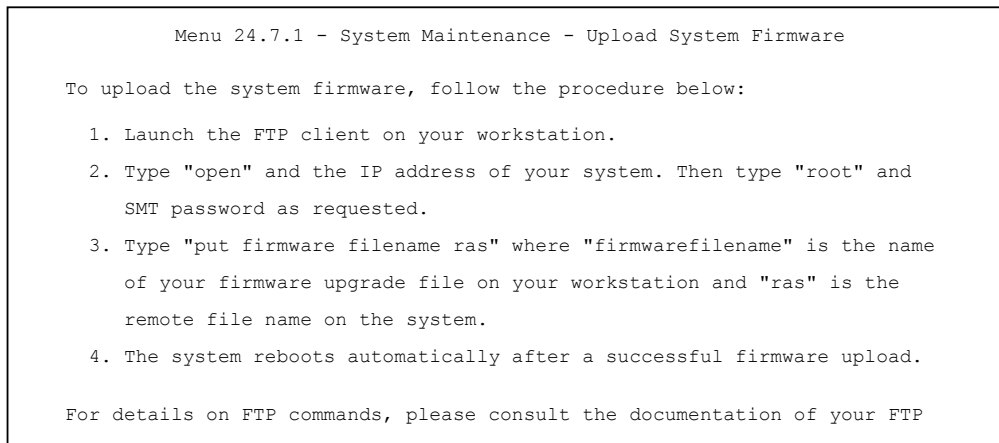 Menu 24.7.1 - System Maintenance - Upload System Firmware
To upload the system firmware, follow the procedure below:
1. Launch the FTP client on your workstation.
2. Type "open" and the IP address of your system. Then type "root" and
SMT password as requested.
3. Type "put firmware filename ras" where "firmwarefilename" is the name
of your firmware upgrade file on your workstation and "ras" is the
remote file name on the system.
4. The system reboots automatically after a successful firmware upload.
For details on FTP commands, please consult the documentation of your FTP